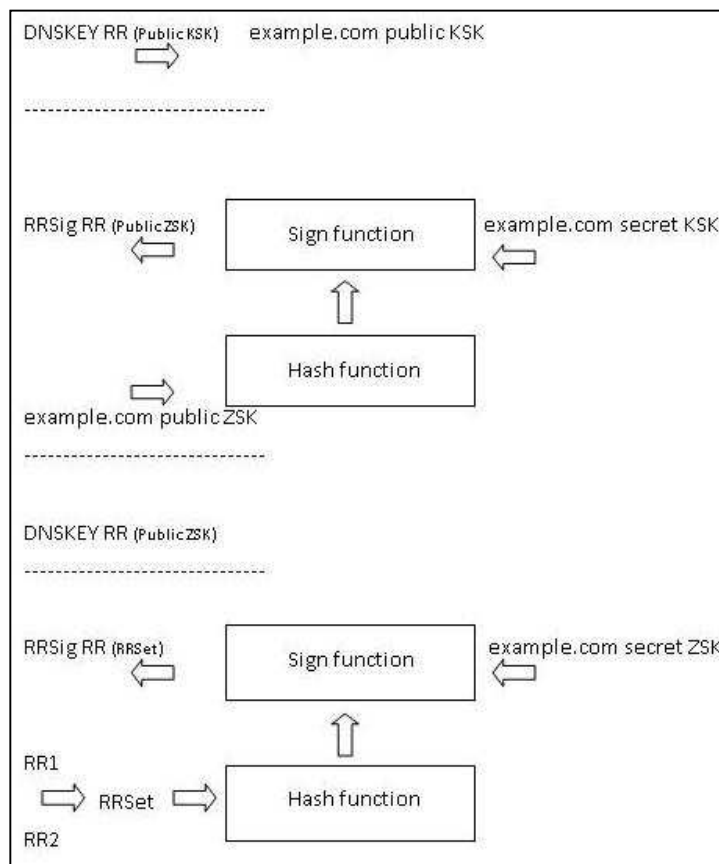 DNSKEY RR (Public KSK) example.com public KSK
------------------------------
RRSig RR (Public ZSK) Sign function example.com secret KSK
Hash function
example.com public ZSK
------------------------------
DNSKEY RR (Public ZSK)
------------------------------
RRSig RR (RRSet) Sign function example.com secret ZSK
RR1
RRSet Hash function
RR2